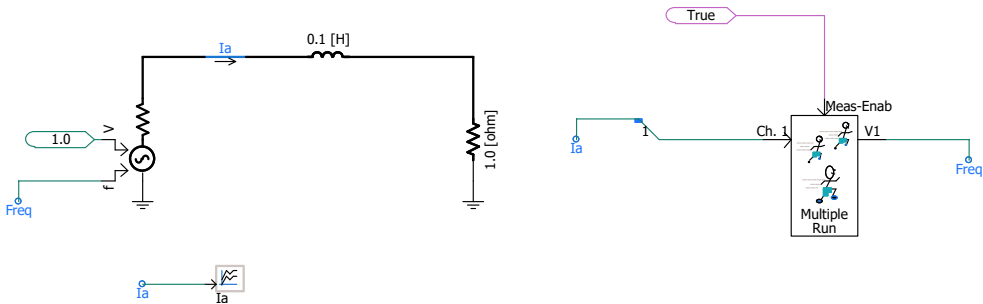 True
0.1 [H]
Ia
Meas-Enab
1.0
V
1.0 [ohm]
1
Ch. 1
V1
Ia
f
Freq
Freq
Multiple
Run
Ia
Ia